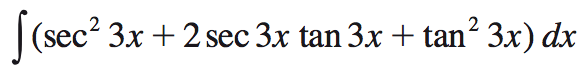 ∫(sec² 3x + 2 sec 3x tan 3x + tan² 3x) dx